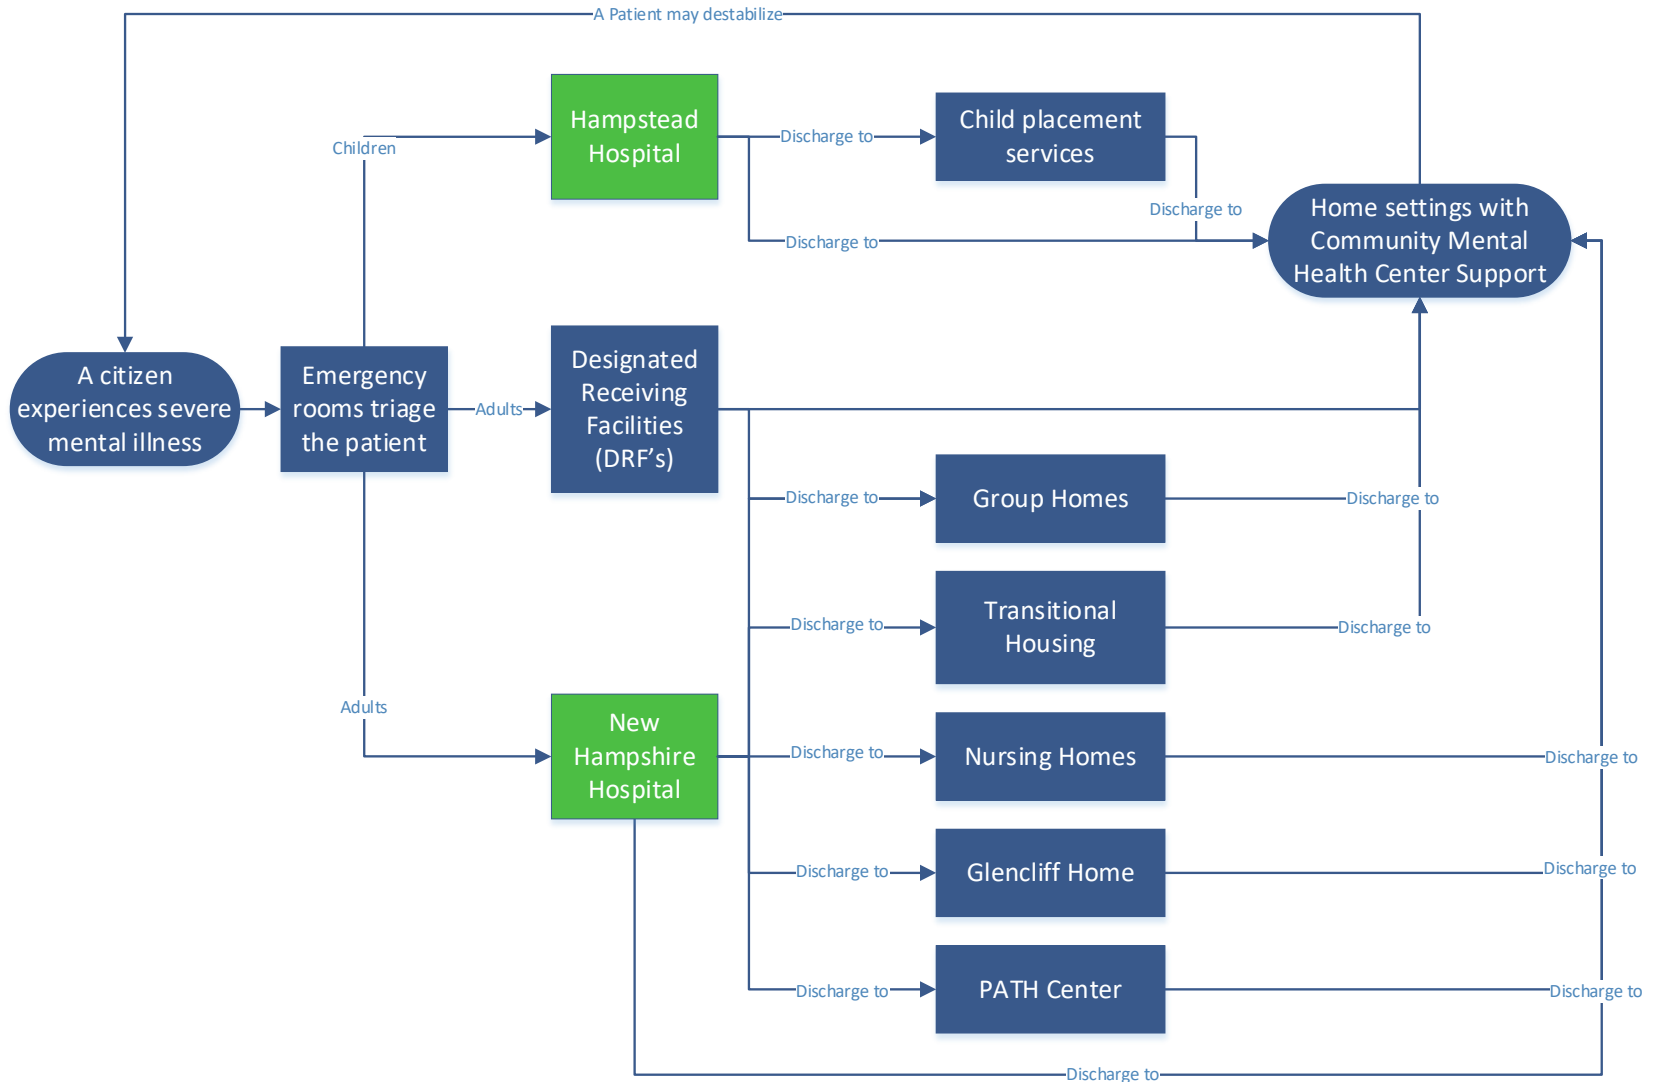 A Patient may destabilize
Hampstead
Hospital
Discharge to
Child placement
services
Children
Discharge to
Discharge to
Home settings with
Community Mental
Health Center Support
A citizen
experiences severe
mental illness
Emergency
rooms triage
the patient
Adults
Designated
Receiving
Facilities
(DRF's)
Discharge to
Group Homes
Discharge to
Discharge to
Transitional
Housing
Discharge to
Adults
New
Hampshire
Hospital
Discharge to
Nursing Homes
Discharge to
Discharge to
Glencliff Home
Discharge to
Discharge to
PATH Center
Discharge to
Discharge to